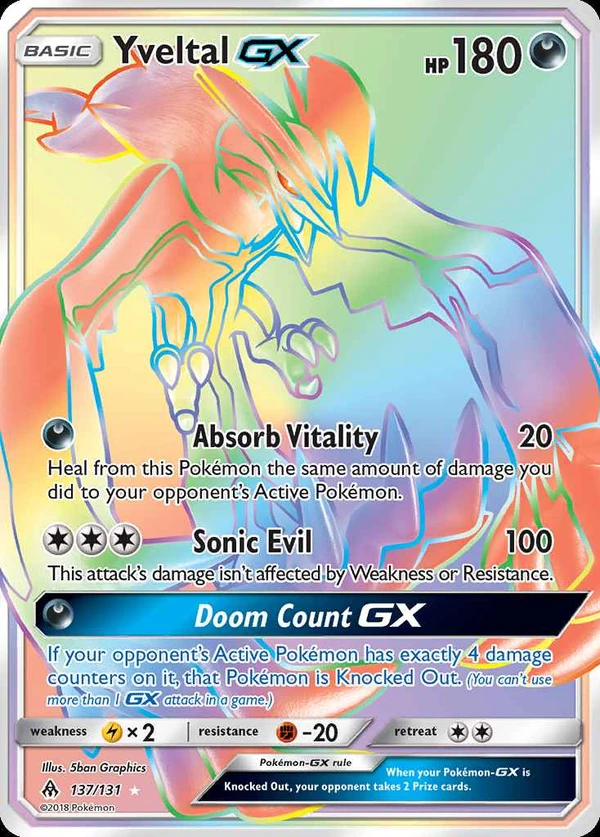 BASIC Yveltal GX HP 180
Absorb Vitality 20
Heal from this Pokémon the same amount of damage you
did to your opponent's Active Pokémon.
Sonic Evil 100
This attack's damage isn't affected by Weakness or Resistance.
Doom Count GX
If your opponent's Active Pokémon has exactly 4 damage
counters on it, that Pokémon is Knocked Out. (You can't use
more than 1 GX attack in a game.)
weakness ×2 resistance -20 retreat
Illus. 5ban Graphics
Pokémon-GX rule
When your Pokémon-GX is
Knocked Out, your opponent takes 2 Prize cards.
137/131
©2018 Pokémon